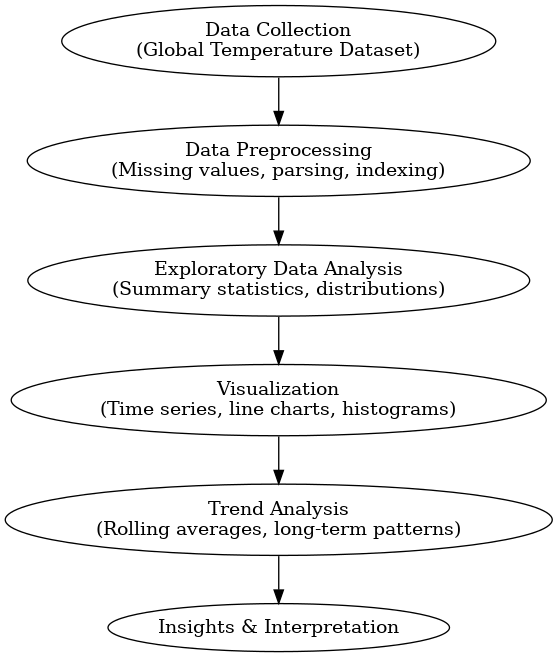 Data Collection
(Global Temperature Dataset)
Data Preprocessing
(Missing values, parsing, indexing)
Exploratory Data Analysis
(Summary statistics, distributions)
Visualization
(Time series, line charts, histograms)
Trend Analysis
(Rolling averages, long-term patterns)
Insights & Interpretation